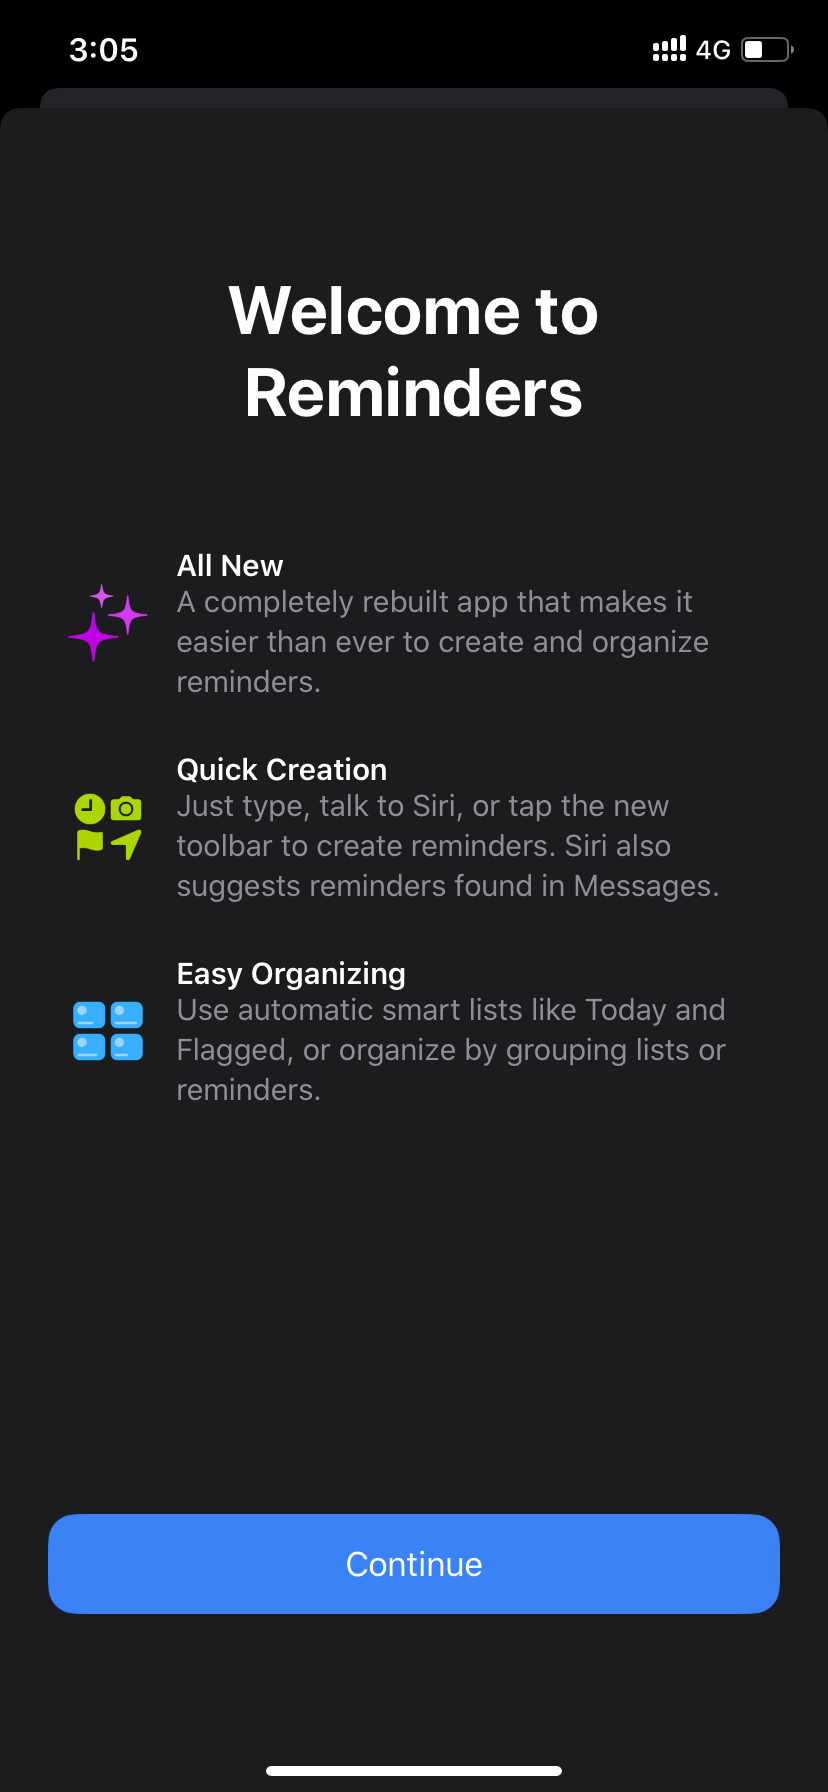 3:05
4G
Welcome to
Reminders
All New
A completely rebuilt app that makes it
easier than ever to create and organize
reminders.
Quick Creation
Just type, talk to Siri, or tap the new
toolbar to create reminders. Siri also
suggests reminders found in Messages.
Easy Organizing
Use automatic smart lists like Today and
Flagged, or organize by grouping lists or
reminders.
Continue